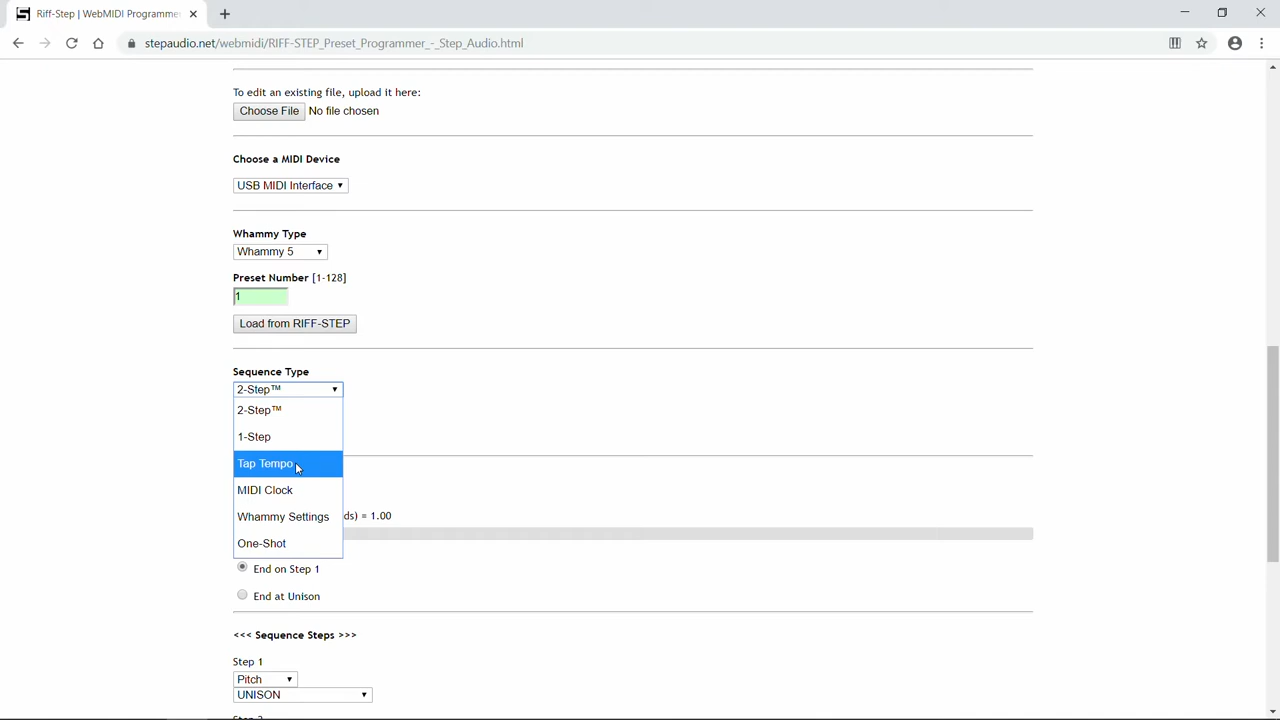 Riff-Step | WebMIDI Programme
stepaudio.net/webmidi/RIFF-STEP_Preset_Programmer_-_Step_Audio.html
To edit an existing file, upload it here:
Choose File No file chosen
Choose a MIDI Device
USB MIDI Interface
Whammy Type
Whammy 5
Preset Number [1-128]
1
Load from RIFF-STEP
Sequence Type
2-Step™
2-Step™
1-Step
Tap Tempo
MIDI Clock
Whammy Settings
ds) = 1.00
One-Shot
End on Step 1
End at Unison
<<< Sequence Steps >>>
Step 1
Pitch
UNISON